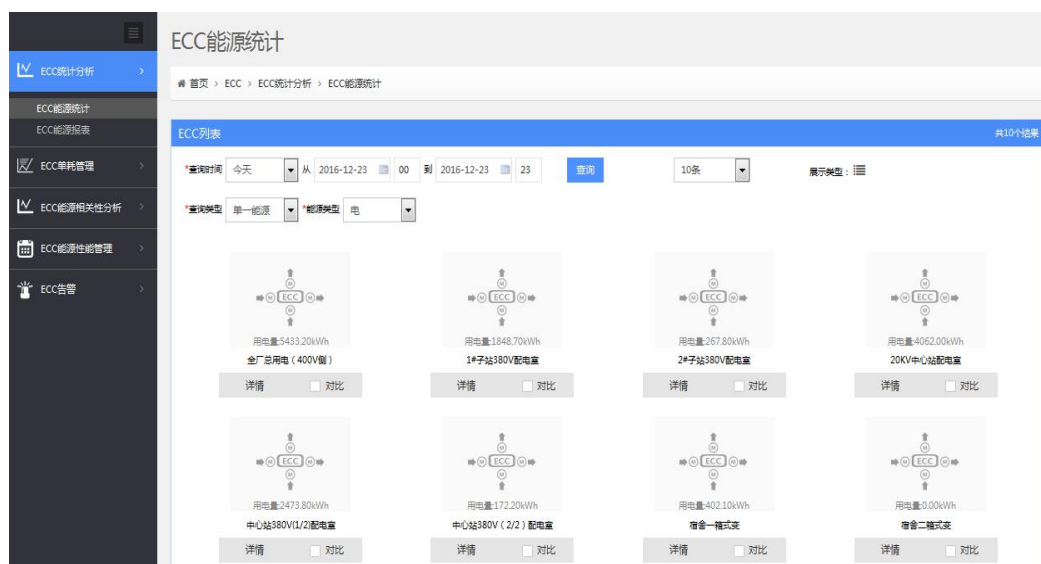 ECC能源统计
ECC统计分析
首页 > ECC > ECC统计分析 > ECC能源统计
ECC能源统计
ECC能源报表
ECC列表 共10个结果
ECC单耗管理
*查询时间 今天 从 2016-12-23 00 到 2016-12-23 23 查询 10条 展示类型：
ECC能源相关性分析
*查询类型 单一能源 *能源类型 电
ECC能源性能管理
ECC告警
M M M M
M ECC M M ECC M M ECC M M ECC M
M M M M
用电量:5433.20kWh 用电量:1848.70kWh 用电量:267.80kWh 用电量:4062.00kWh
全厂总用电（400V侧） 1#子站380V配电室 2#子站380V配电室 20KV中心站配电室
详情 对比 详情 对比 详情 对比 详情 对比
M M M M
M ECC M M ECC M M ECC M M ECC M
M M M M
用电量:2473.80kWh 用电量:172.20kWh 用电量:402.10kWh 用电量:0.00kWh
中心站380V(1/2)配电室 中心站380V（2/2）配电室 宿舍一箱式变 宿舍二箱式变
详情 对比 详情 对比 详情 对比 详情 对比